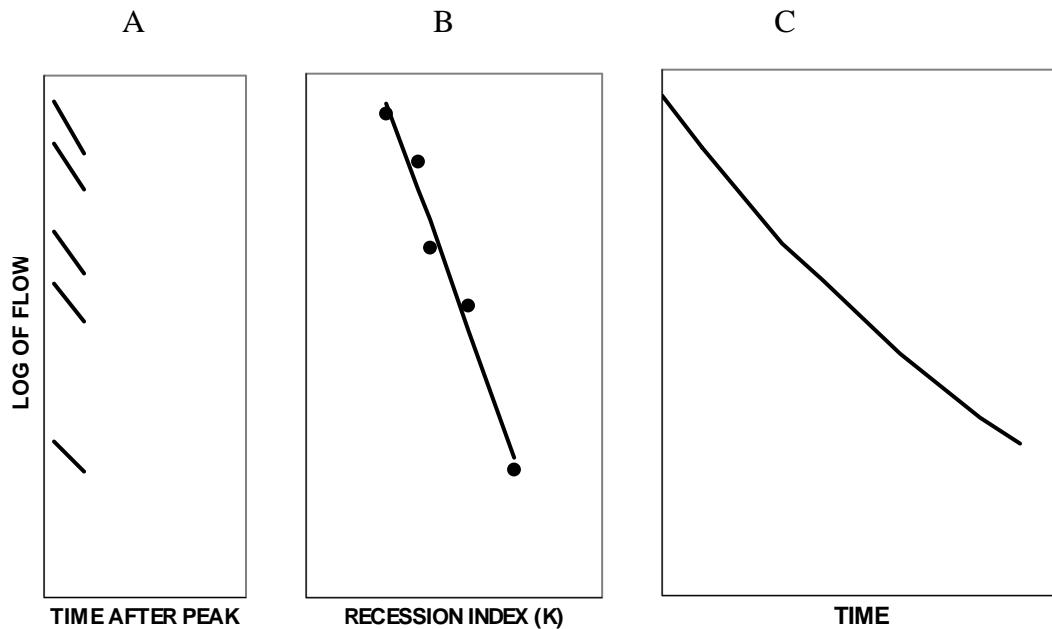 A
B
C
LOG OF FLOW
TIME AFTER PEAK
RECESSION INDEX (K)
TIME